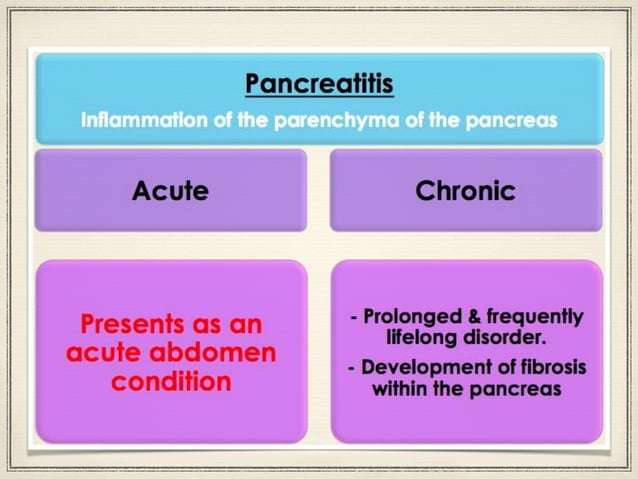 Pancreatitis
Inflammation of the parenchyma of the pancreas
Acute
Chronic
Presents as an
acute abdomen
condition
- Prolonged & frequently
lifelong disorder.
- Development of fibrosis
within the pancreas